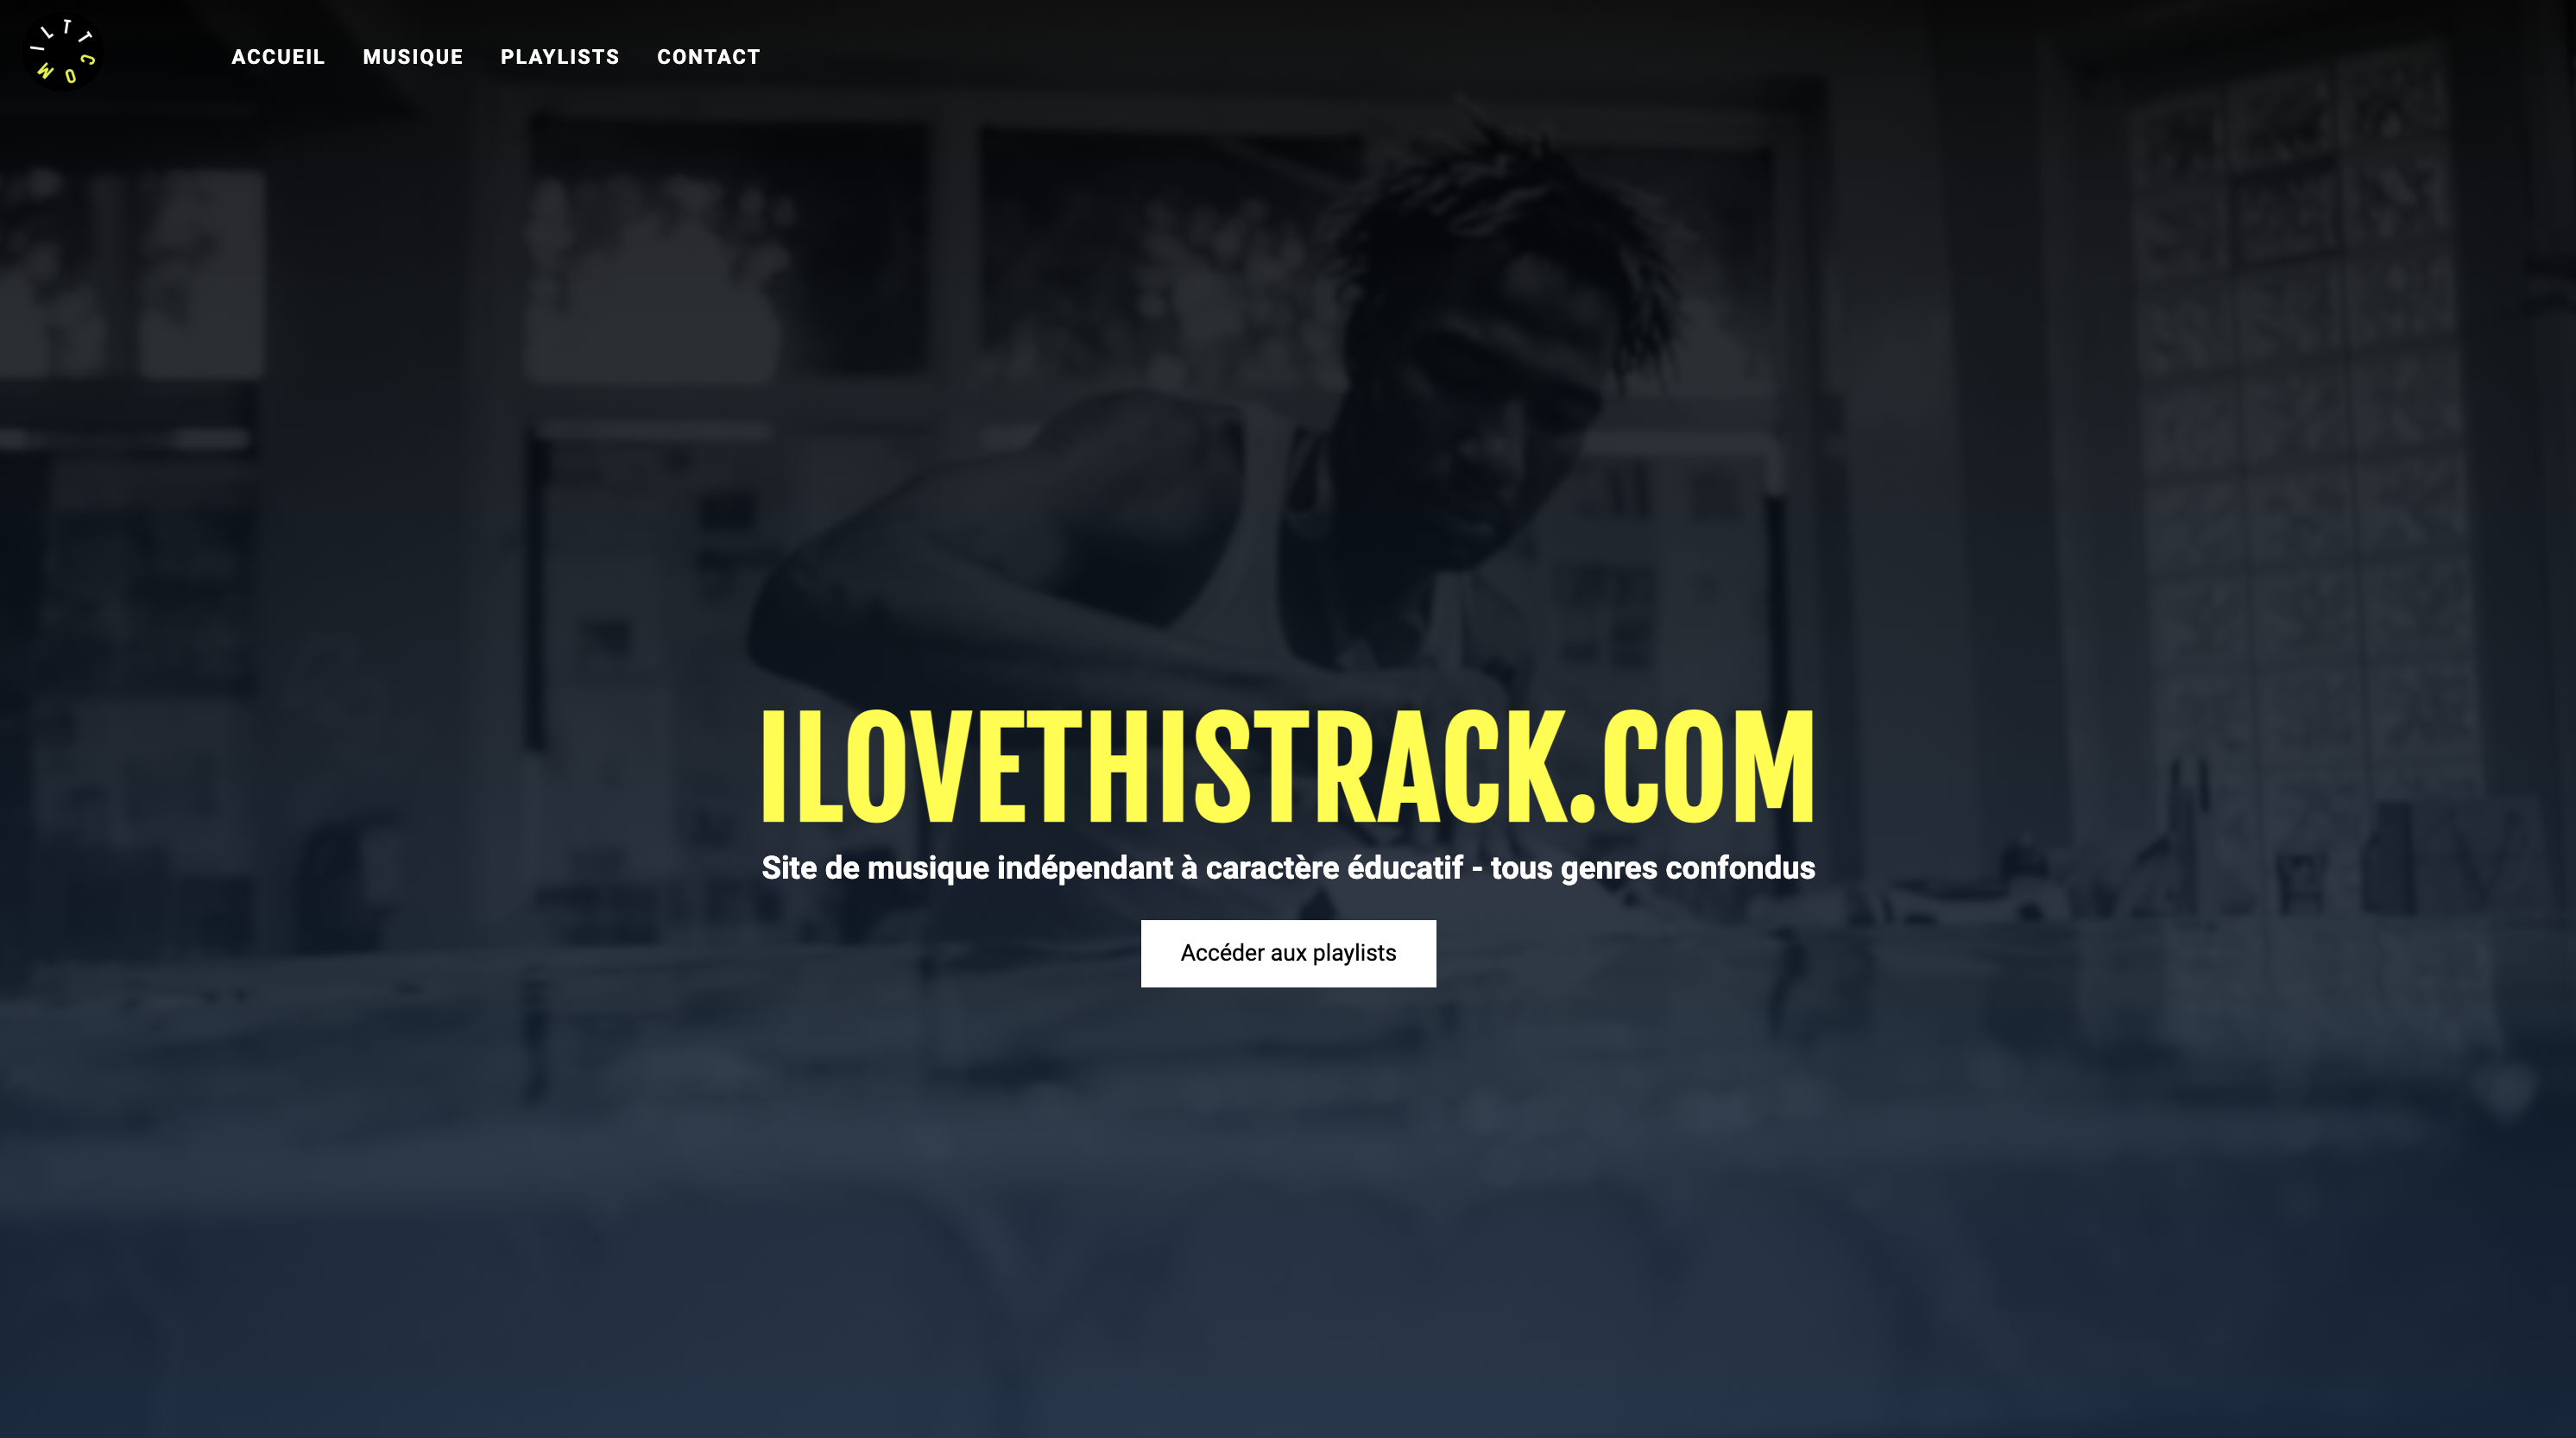 ILTTCOM
ACCUEIL MUSIQUE PLAYLISTS CONTACT
ILOVETHISTRACK.COM
Site de musique indépendant à caractère éducatif - tous genres confondus
Accéder aux playlists